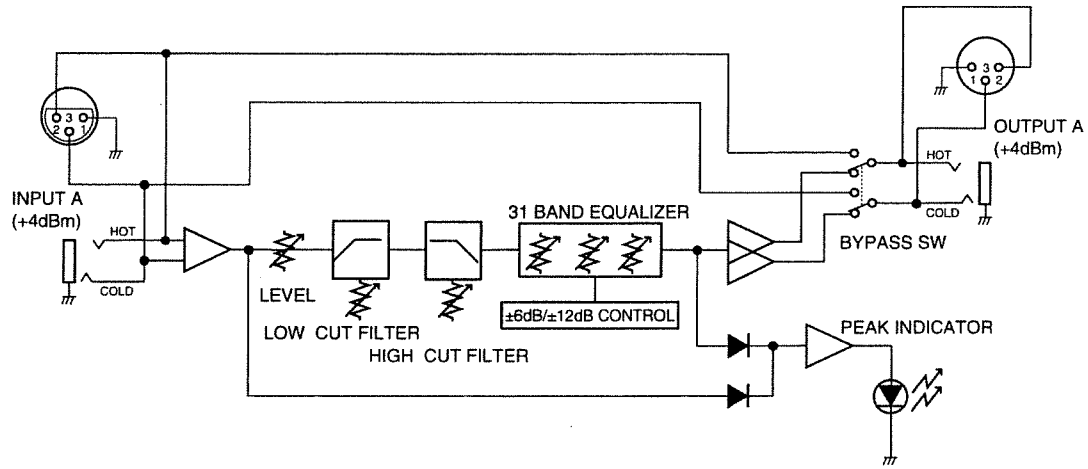 3
2 1
3
1 2
OUTPUT A
(+4dBm)
INPUT A
(+4dBm)
HOT
COLD
HOT
COLD
BYPASS SW
31 BAND EQUALIZER
LEVEL
±6dB/±12dB CONTROL
LOW CUT FILTER
HIGH CUT FILTER
PEAK INDICATOR